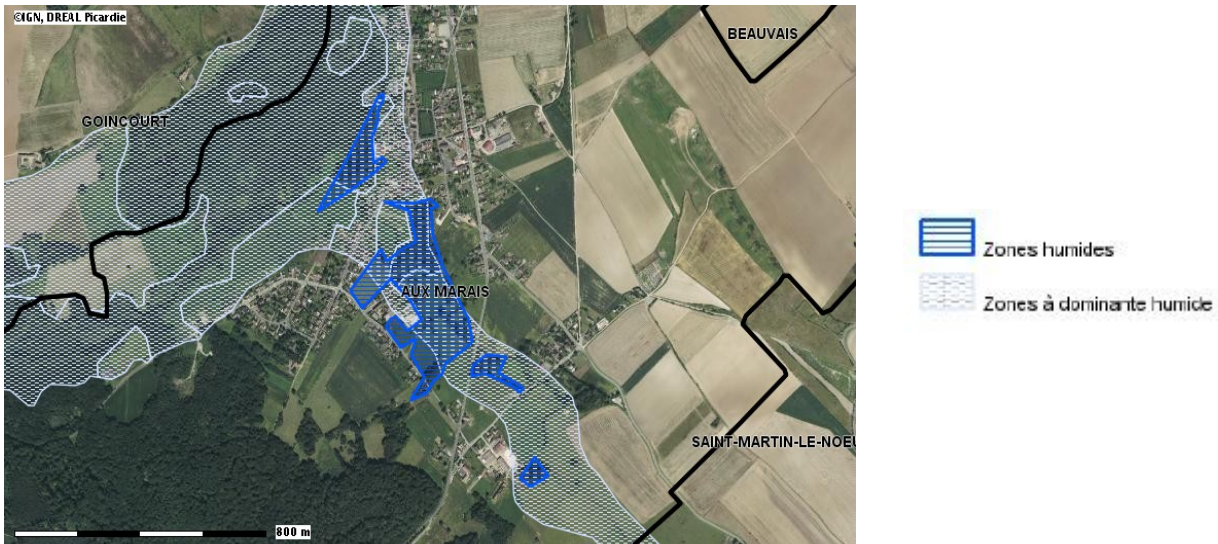 ©IGN, DREAL Picardie
BEAUVAIS
GOINCOURT
AUX MARAIS
SAINT-MARTIN-LE-NOEU
800 m
Zones humides
Zones à dominante humide